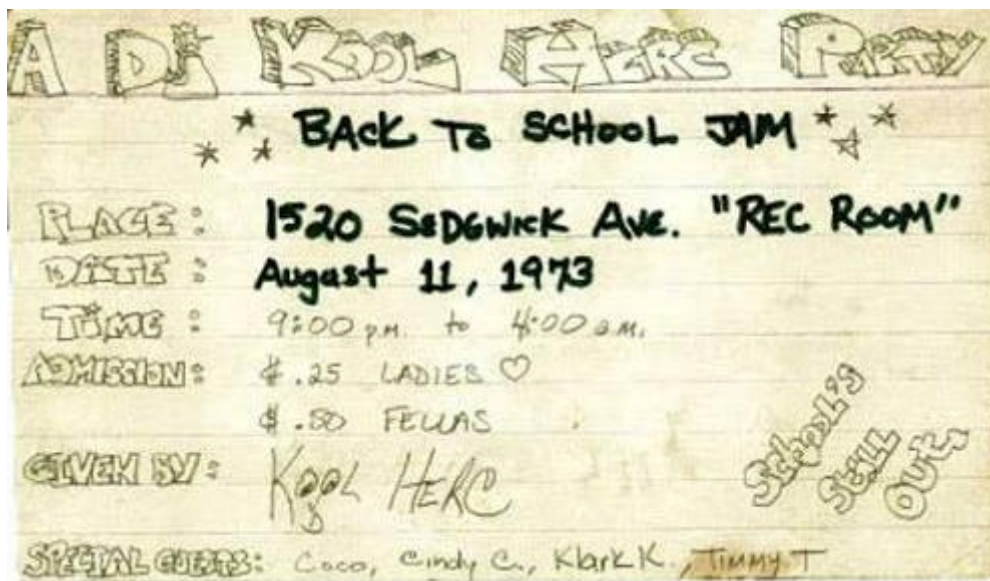 A DJ KOOL HERC PARTY
BACK TO SCHOOL JAM
PLACE: 1520 SEDGWICK AVE. "REC ROOM"
DATE: August 11, 1973
TIME: 9:00 p.m. to 4:00 a.m.
ADMISSION: $.25 LADIES ♡
$.50 FELLAS
GIVEN BY: KOOL HERC
SPECIAL GUESTS: Coco, Cindy C., Klark K., TIMMY T
School's
Still
Out